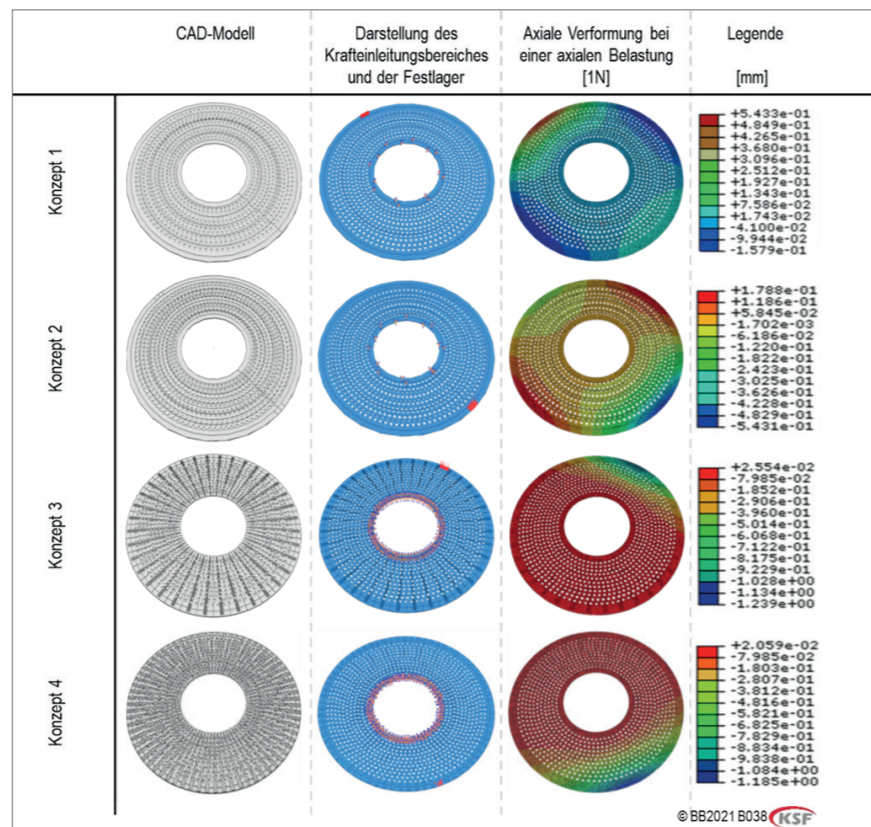 CAD-Modell
Darstellung des
Krafteinleitungsbereiches
und der Festlager
Axiale Verformung bei
einer axialen Belastung
[1N]
Legende
[mm]
Konzept 1
+5.433e-01
+4.849e-01
+4.265e-01
+3.680e-01
+3.096e-01
+2.512e-01
+1.927e-01
+1.343e-01
+7.586e-02
+1.743e-02
-4.100e-02
-9.944e-02
-1.579e-01
Konzept 2
+1.788e-01
+1.186e-01
+5.845e-02
-1.702e-03
-6.186e-02
-1.220e-01
-1.822e-01
-2.423e-01
-3.025e-01
-3.626e-01
-4.228e-01
-4.829e-01
-5.431e-01
Konzept 3
+2.554e-02
-7.985e-02
-1.852e-01
-2.906e-01
-3.960e-01
-5.014e-01
-6.068e-01
-7.122e-01
-8.175e-01
-9.229e-01
-1.028e+00
-1.134e+00
-1.239e+00
Konzept 4
+2.059e-02
-7.985e-02
-1.803e-01
-2.807e-01
-3.812e-01
-4.816e-01
-5.821e-01
-6.825e-01
-7.829e-01
-8.834e-01
-9.838e-01
-1.084e+00
-1.185e+00
© BB2021 B038 KSF